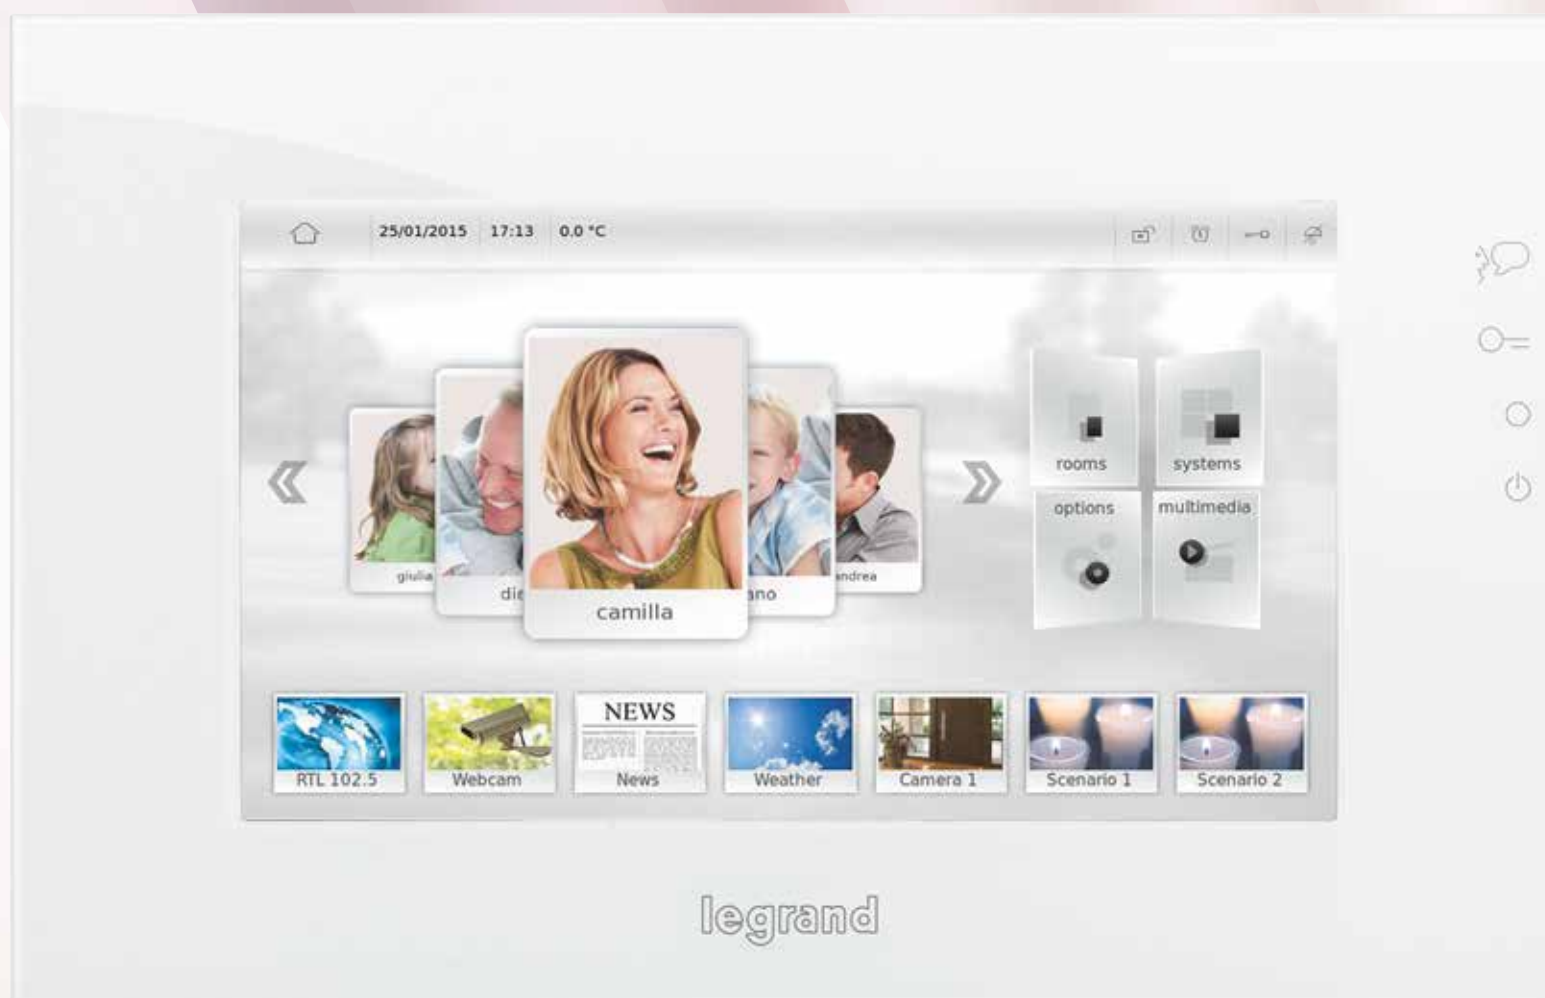 25/01/2015 17:13 0.0 °C
rooms systems
options multimedia
giulia
camilla
RTL 102.5 Webcam NEWS News Weather Camera 1 Scenario 1 Scenario 2
legrand